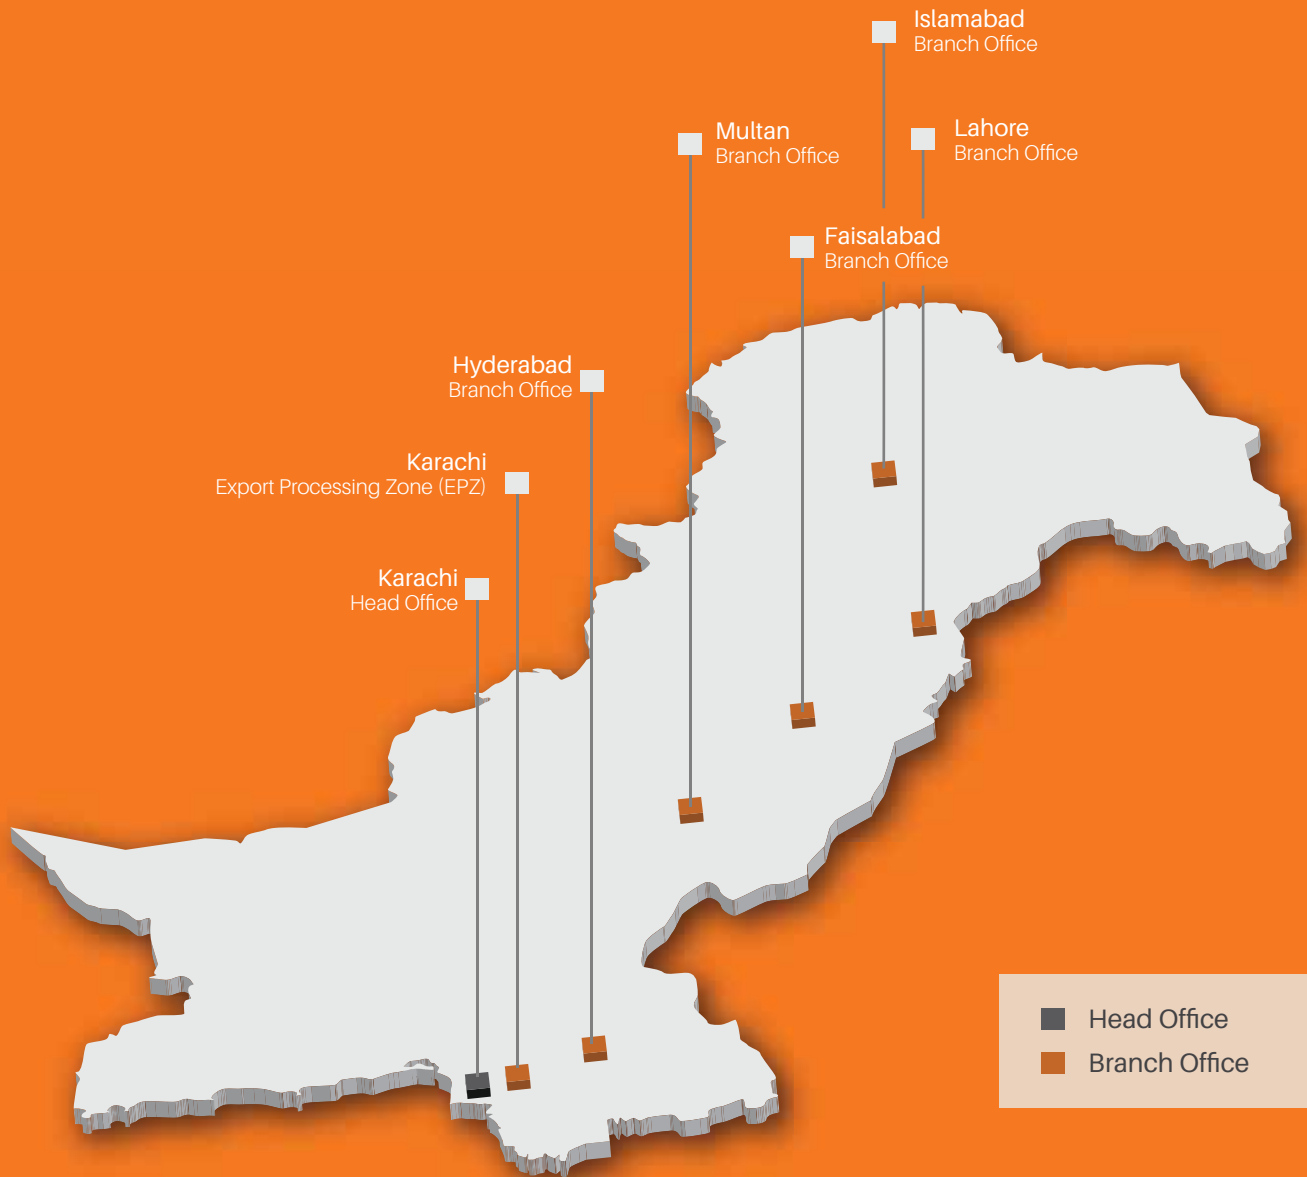 Islamabad
Branch Office
Multan
Branch Office
Lahore
Branch Office
Faisalabad
Branch Office
Hyderabad
Branch Office
Karachi
Export Processing Zone (EPZ)
Karachi
Head Office
Head Office
Branch Office